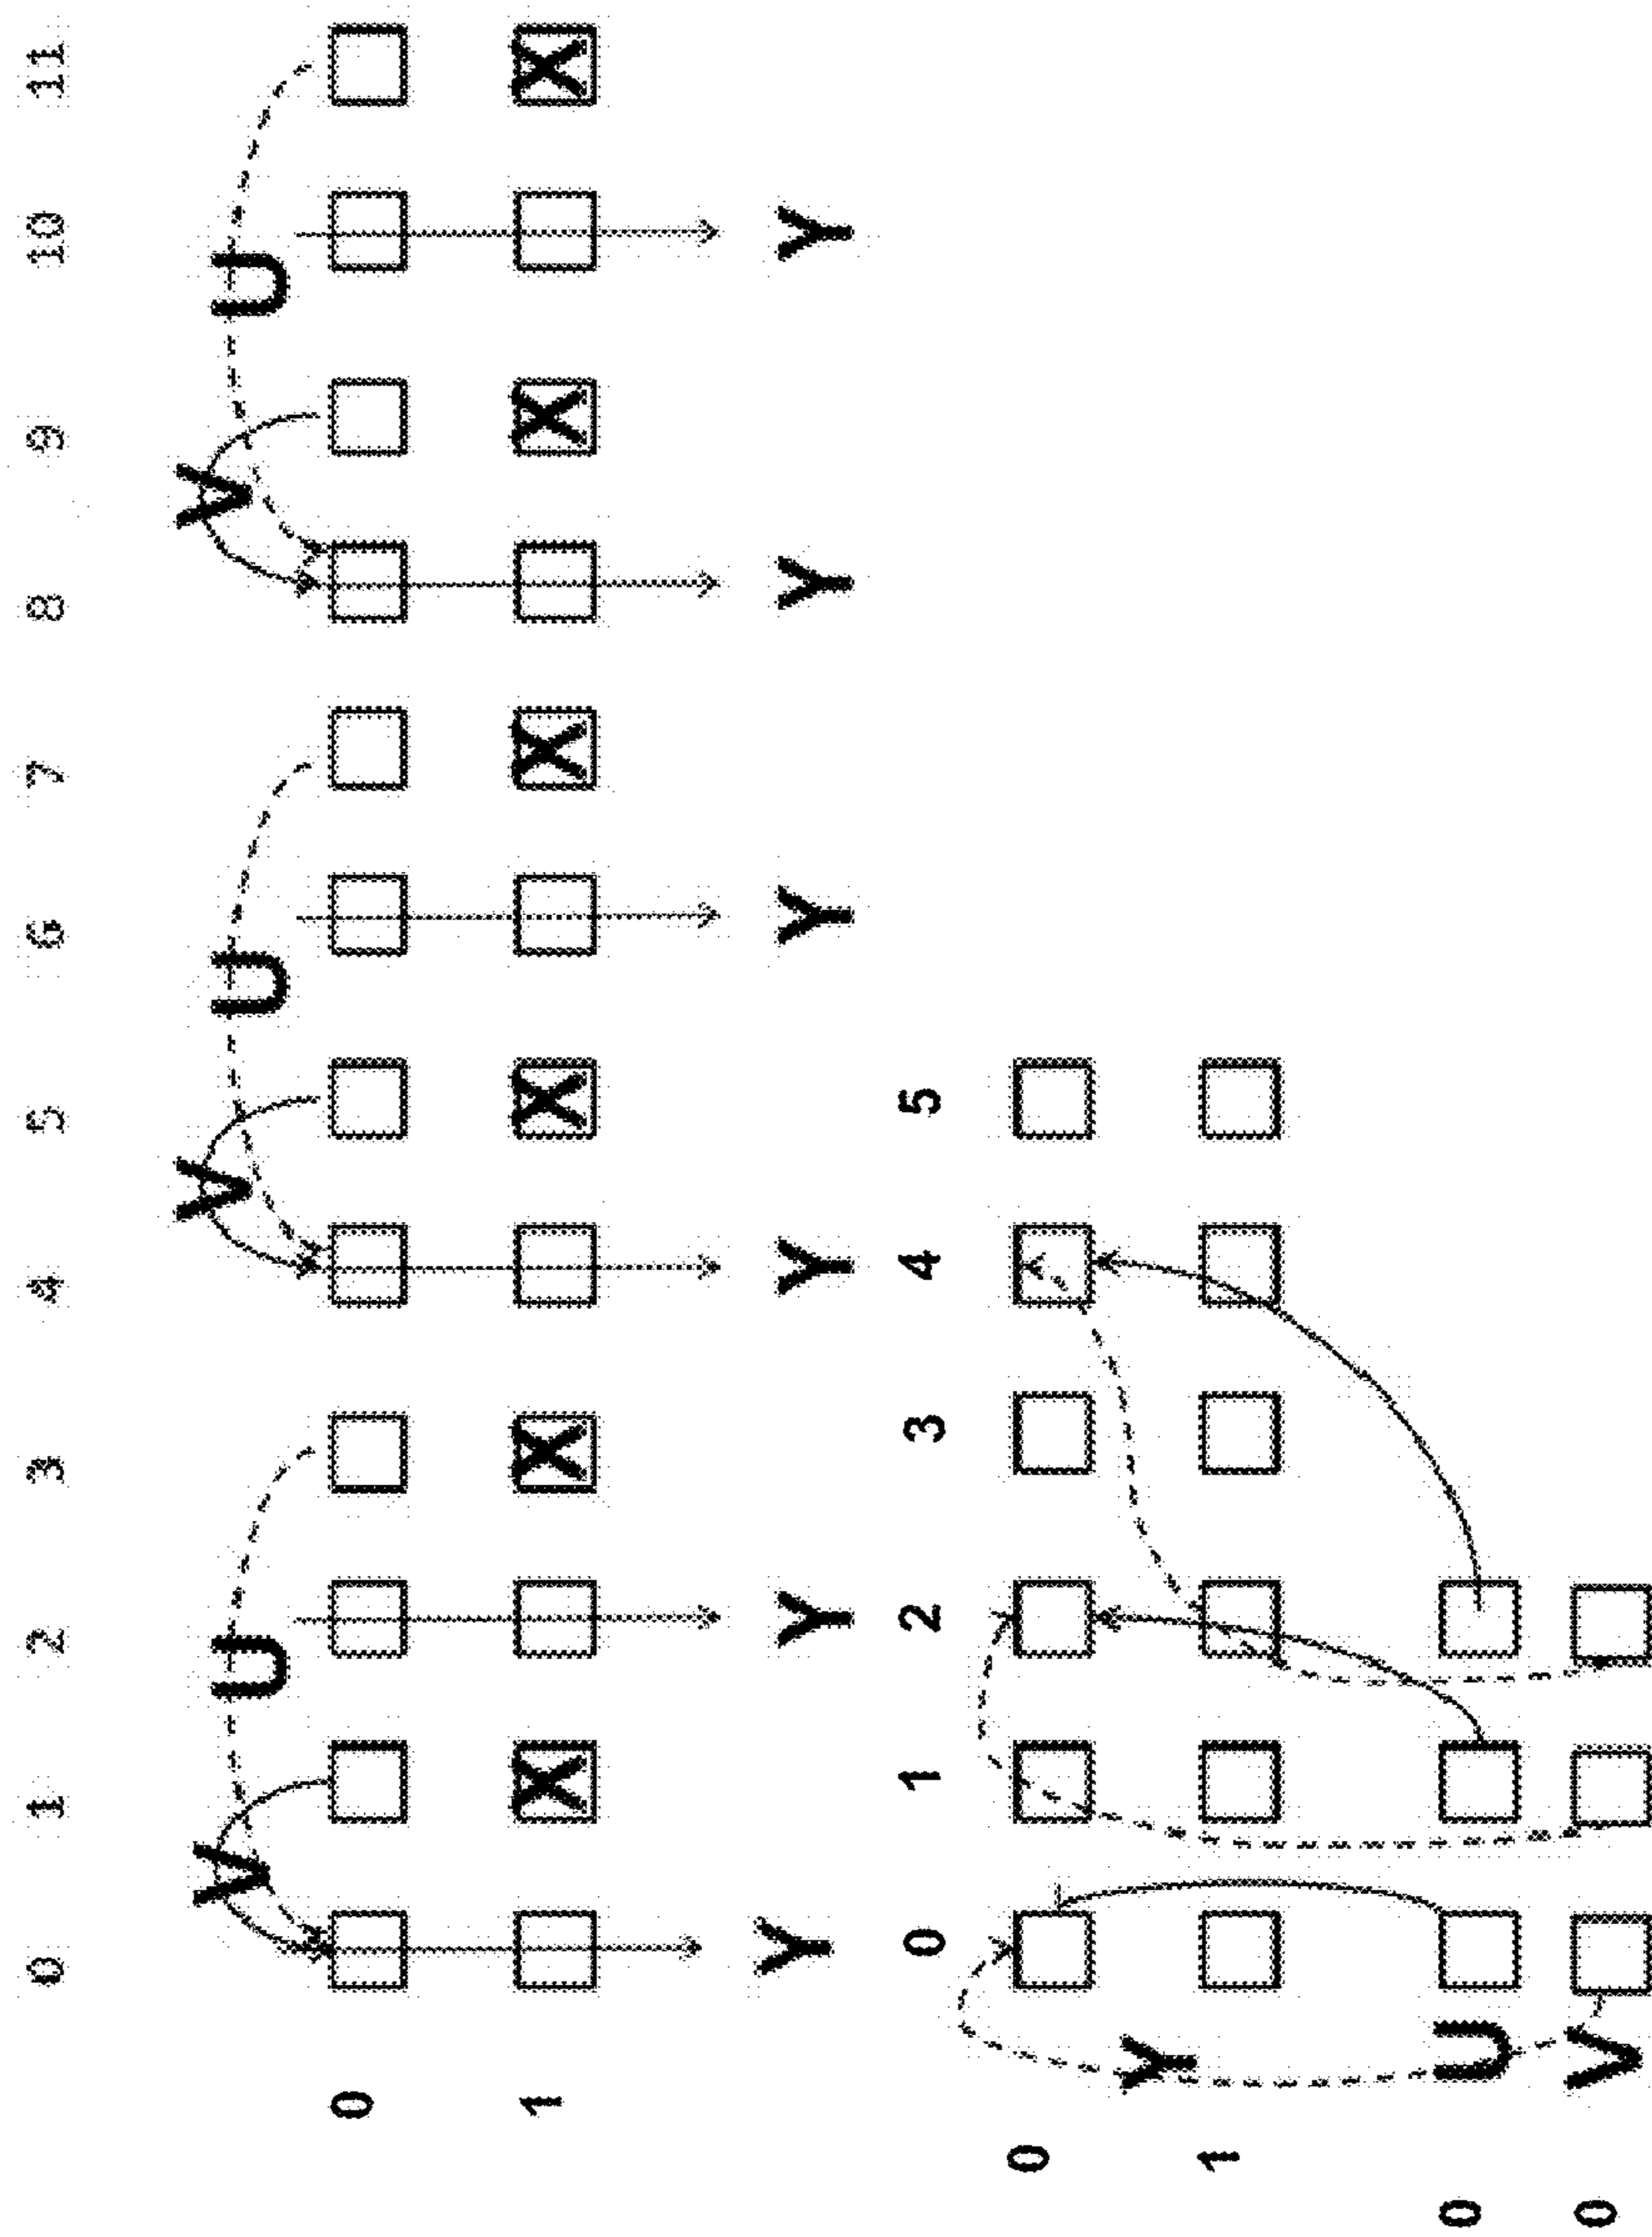 0 1 2 3 4 5 6 7 8 9 10 11
V V V
U U U
0
1 X X X X X X
Y Y Y Y Y Y
0 1 2 3 4 5
0
Y
1
0 U
0 V